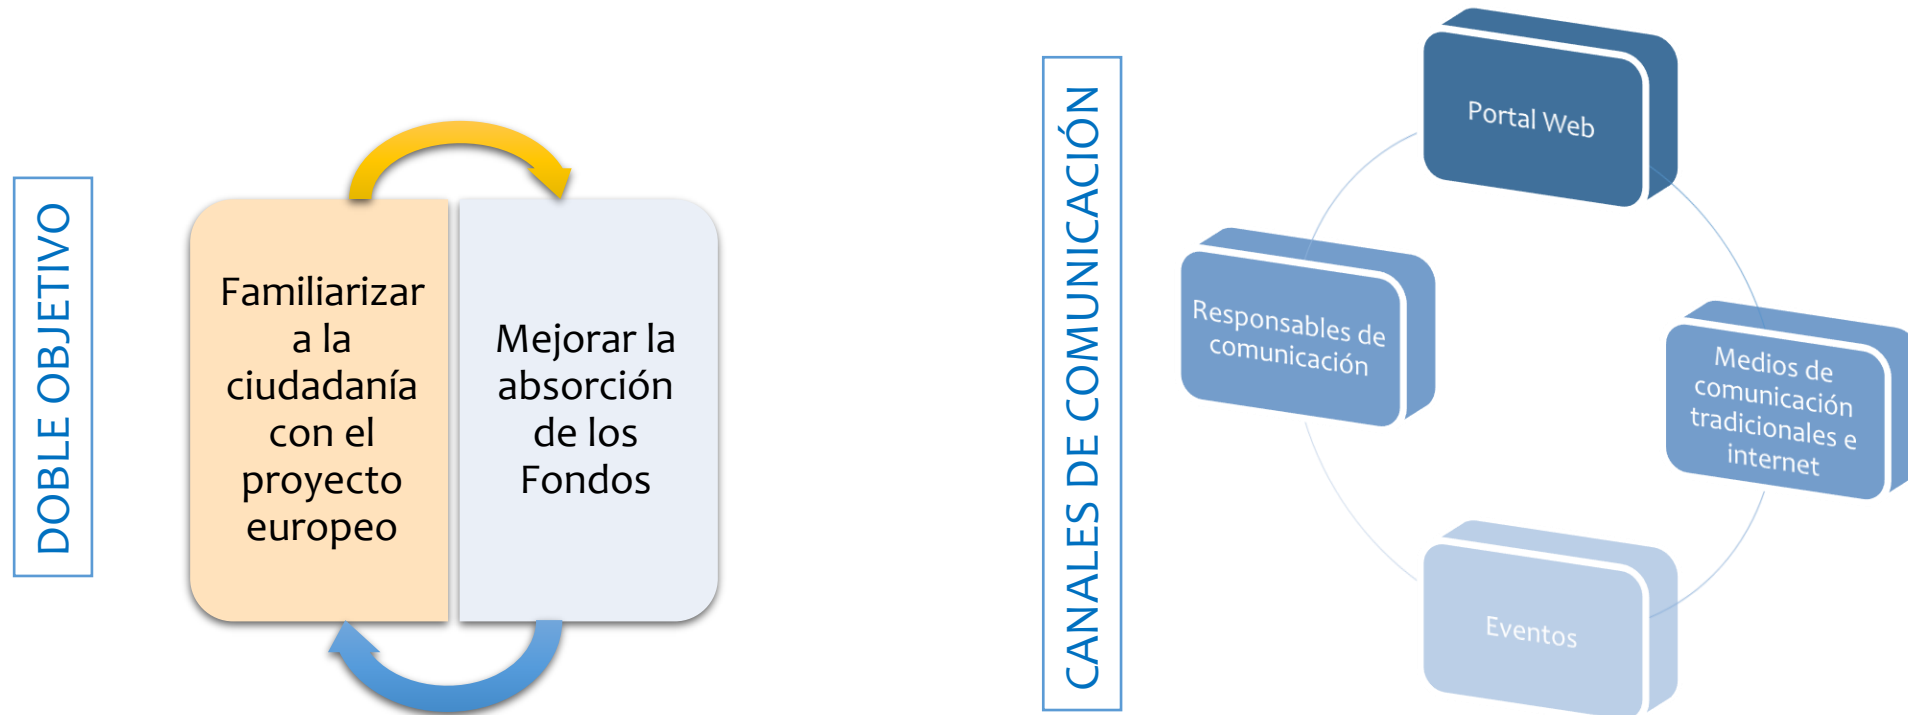 DOBLE OBJETIVO
Familiarizar
a la
ciudadanía
con el
proyecto
europeo
Mejorar la
absorción
de los
Fondos
CANALES DE COMUNICACIÓN
Portal Web
Responsables de
comunicación
Medios de
comunicación
tradicionales e
internet
Eventos